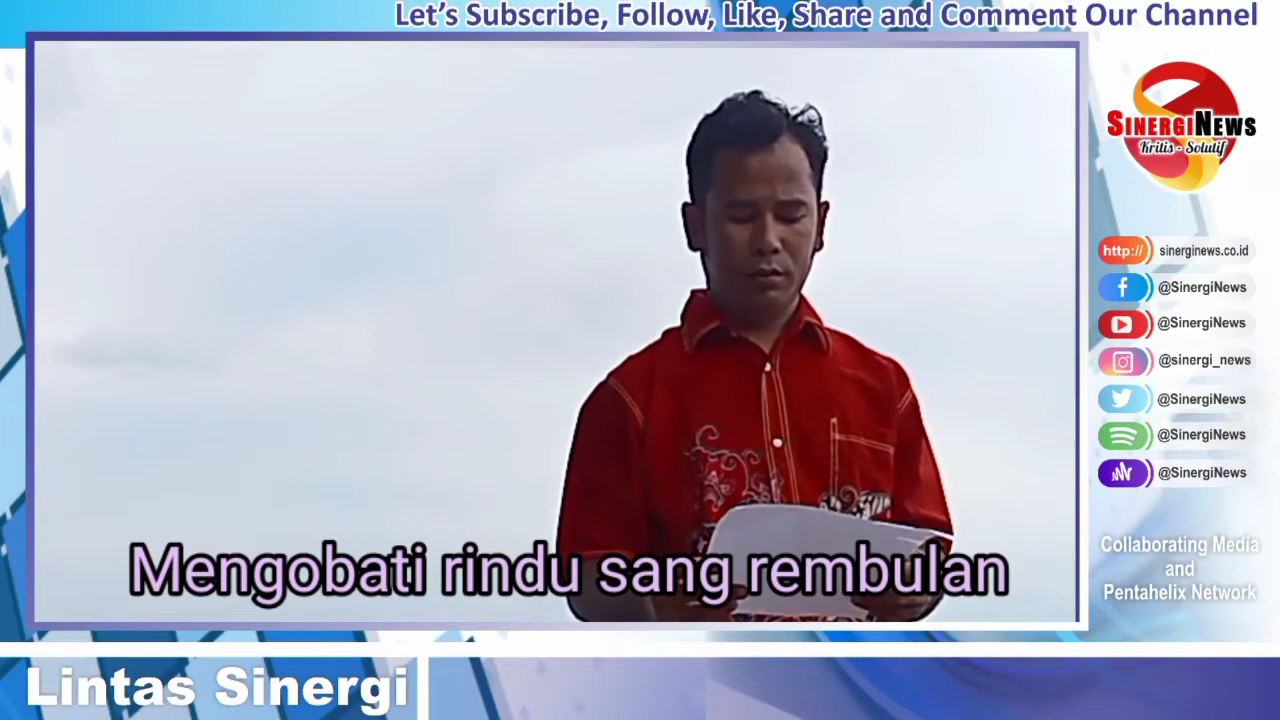 Let's Subscribe, Follow, Like, Share and Comment Our Channel
SINERGINEWS
Kritis - Solutif
http:// sinerginews.co.id
@SinergiNews
@SinergiNews
@sinergi_news
@SinergiNews
@SinergiNews
@SinergiNews
Collaborating Media
and
Pentahelix Network
Mengobati rindu sang rembulan
Lintas Sinergi